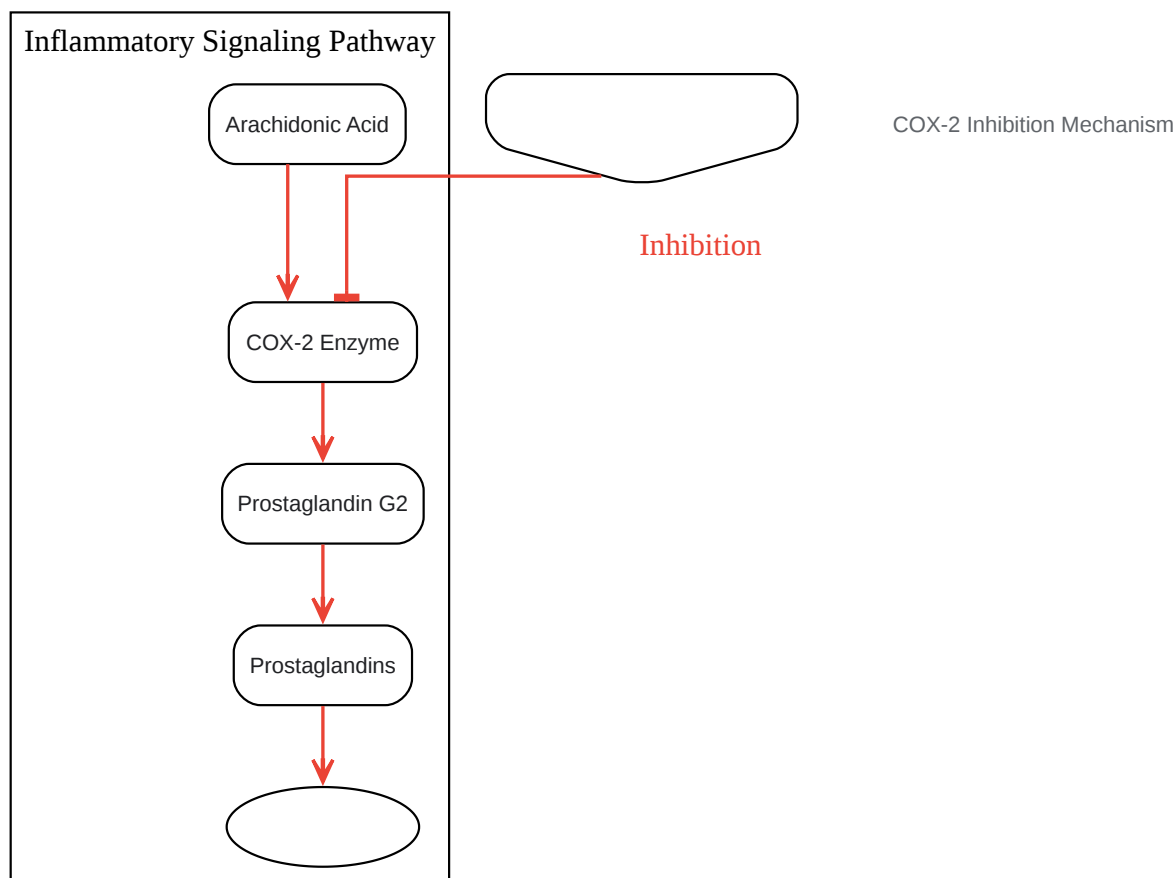 Inflammatory Signaling Pathway
Arachidonic Acid
COX-2 Inhibition Mechanism
Inhibition
COX-2 Enzyme
Prostaglandin G2
Prostaglandins